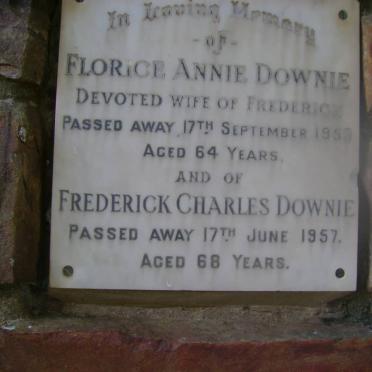 In Loving Memory
- of -
FLORICE ANNIE DOWNIE
DEVOTED WIFE OF FREDERICK
PASSED AWAY 17TH SEPTEMBER
AGED 64 YEARS.
AND OF
FREDERICK CHARLES DOWNIE
PASSED AWAY 17TH JUNE 1957.
AGED 68 YEARS.